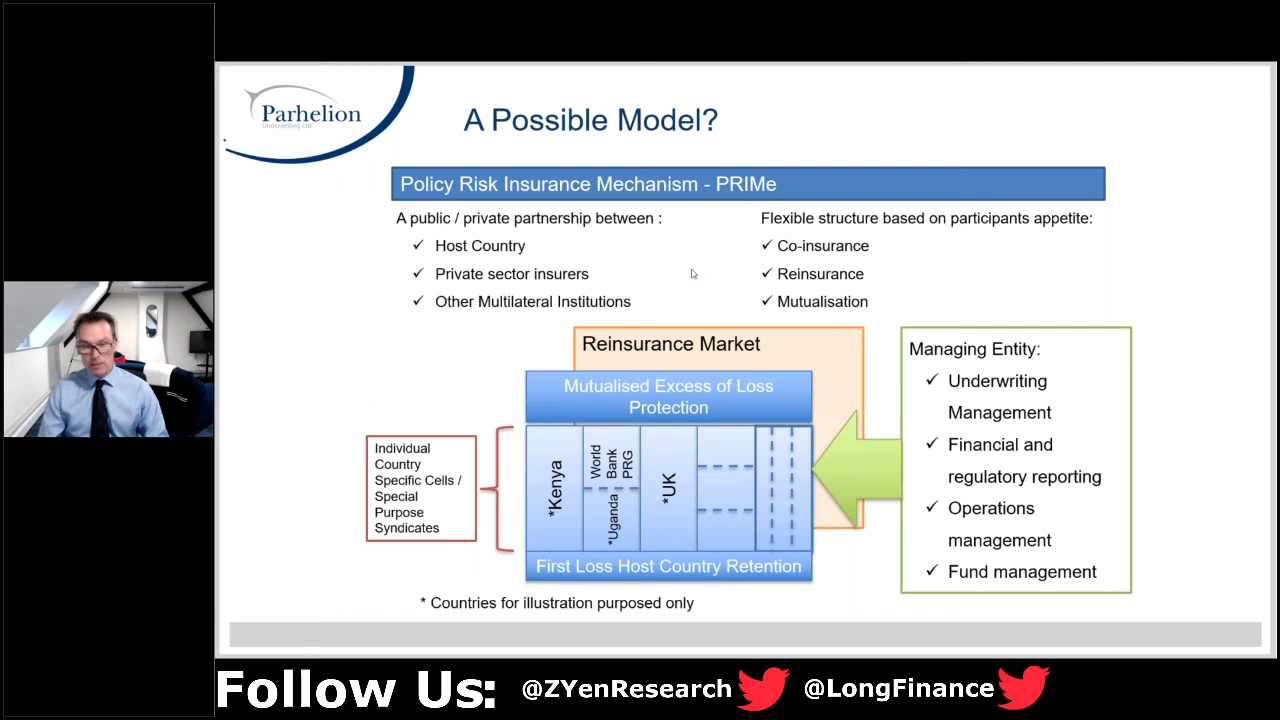 Parhelion
Underwriting Ltd
A Possible Model?
Policy Risk Insurance Mechanism - PRIMe
A public / private partnership between :
✓ Host Country
✓ Private sector insurers
✓ Other Multilateral Institutions
Flexible structure based on participants appetite:
✓ Co-insurance
✓ Reinsurance
✓ Mutualisation
Reinsurance Market
Mutualised Excess of Loss
Protection
Individual
Country
Specific Cells /
Special
Purpose
Syndicates
*Kenya
World
Bank
PRG
*Uganda
*UK
First Loss Host Country Retention
Managing Entity:
✓ Underwriting
Management
✓ Financial and
regulatory reporting
✓ Operations
management
✓ Fund management
* Countries for illustration purposed only
Follow Us: @ZYenResearch @LongFinance